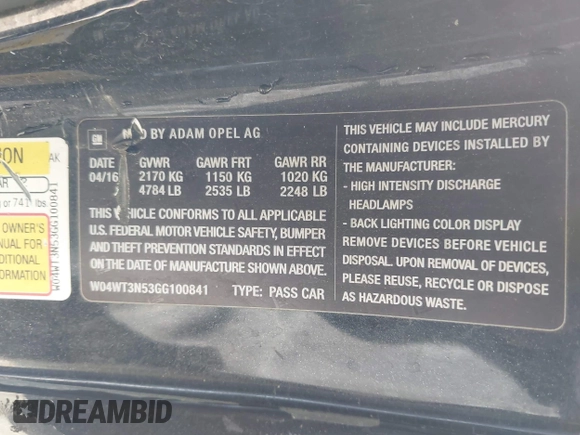 GM
BY ADAM OPEL AG
DATE GVWR GAWR FRT GAWR RR
04/16 2170 KG 1150 KG 1020 KG
4784 LB 2535 LB 2248 LB
THIS VEHICLE CONFORMS TO ALL APPLICABLE
U.S. FEDERAL MOTOR VEHICLE SAFETY, BUMPER
AND THEFT PREVENTION STANDARDS IN EFFECT
ON THE DATE OF MANUFACTURE SHOWN ABOVE.
W04WT3N53GG100841 TYPE: PASS CAR
THIS VEHICLE MAY INCLUDE MERCURY
CONTAINING DEVICES INSTALLED BY
THE MANUFACTURER:
- HIGH INTENSITY DISCHARGE
HEADLAMPS
- BACK LIGHTING COLOR DISPLAY
REMOVE DEVICES BEFORE VEHICLE
DISPOSAL. UPON REMOVAL OF DEVICES,
PLEASE REUSE, RECYCLE OR DISPOSE
AS HAZARDOUS WASTE.
OWNER'S
FOR
W04WT3N53GG100841
DREAMBID